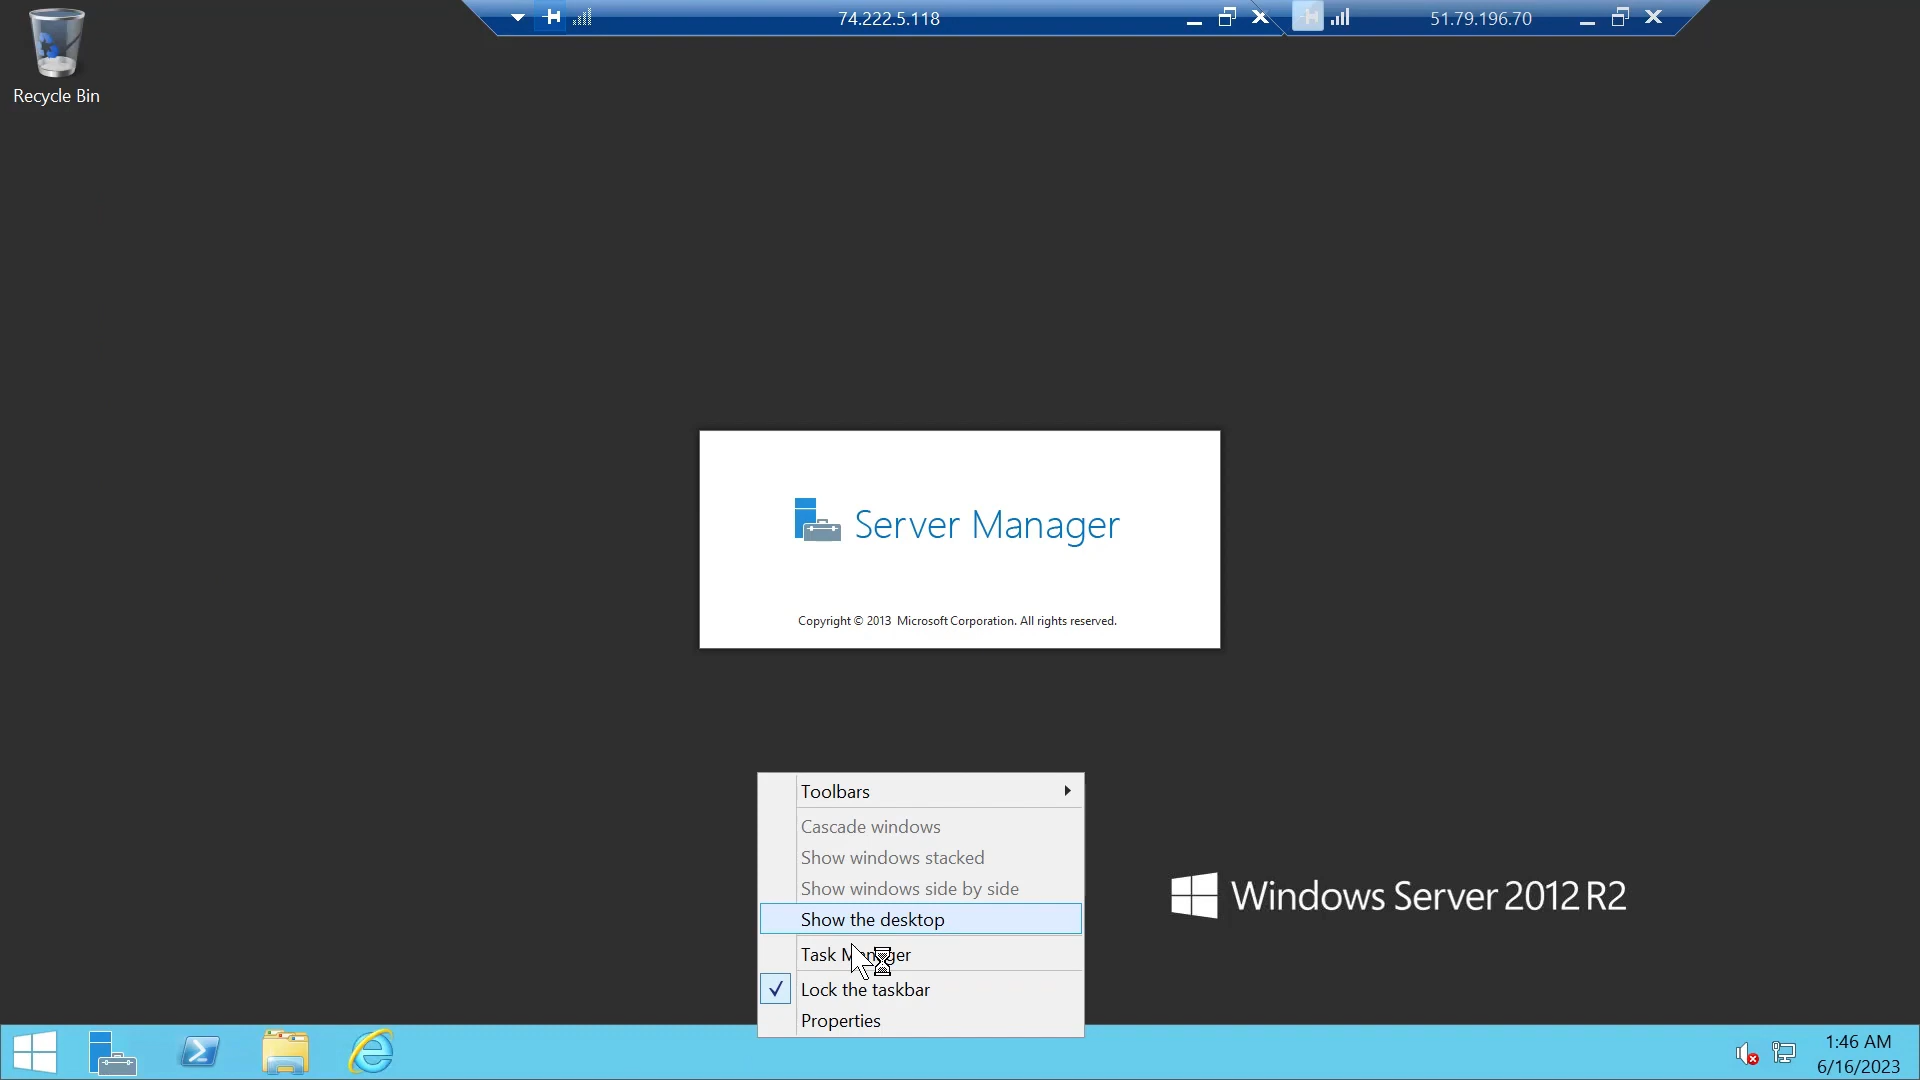 74.222.5.118
51.79.196.70
Recycle Bin
Server Manager
Copyright © 2013 Microsoft Corporation. All rights reserved.
Toolbars
Cascade windows
Show windows stacked
Show windows side by side
Show the desktop
Task Manager
Lock the taskbar
Properties
Windows Server 2012 R2
1:46 AM
6/16/2023